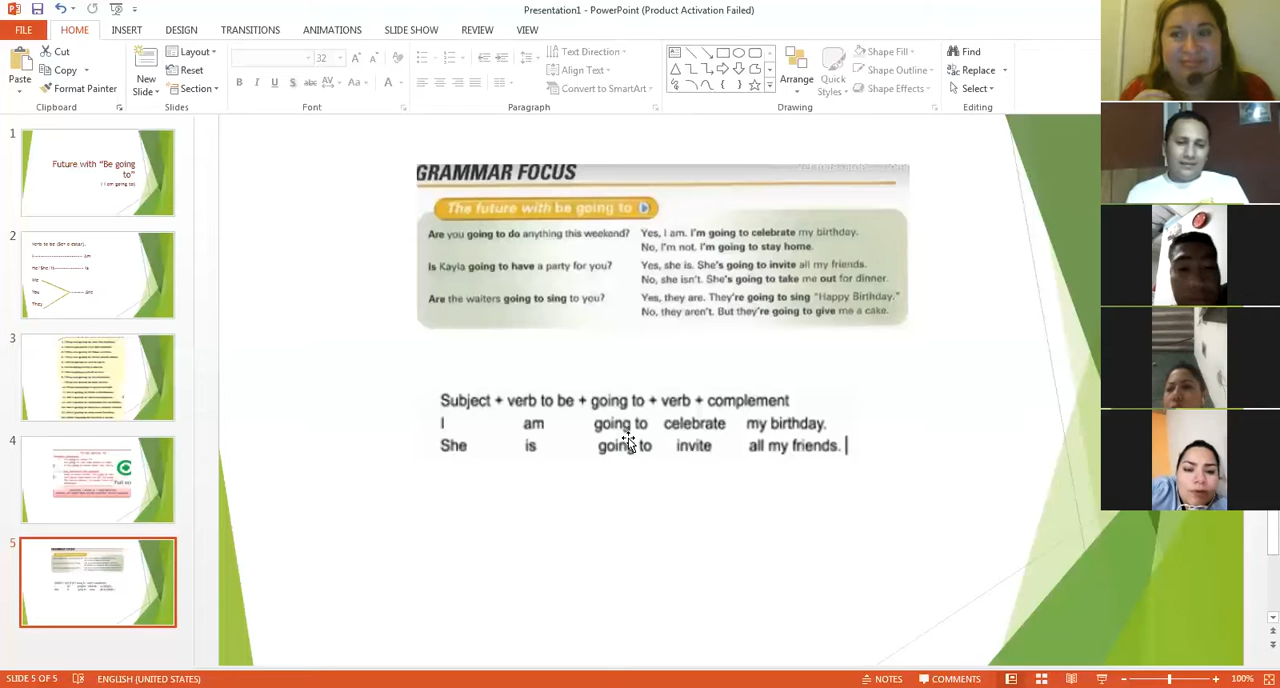 Presentation1 - PowerPoint (Product Activation Failed)
FILE HOME INSERT DESIGN TRANSITIONS ANIMATIONS SLIDE SHOW REVIEW VIEW
Paste
Cut
Copy
Format Painter
Clipboard
New Slide
Layout
Reset
Section
Slides
32
Font
Text Direction
Align Text
Convert to SmartArt
Paragraph
Arrange
Quick Styles
Shape Fill
Shape Outline
Shape Effects
Drawing
Find
Replace
Select
Editing
1
Future with "Be going
to"
( I am going to)
2
3
4
5
GRAMMAR FOCUS
The future with be going to
Are you going to do anything this weekend? Yes, I am. I'm going to celebrate my birthday.
No, I'm not. I'm going to stay home.
Is Kayla going to have a party for you? Yes, she is. She's going to invite all my friends.
No, she isn't. She's going to take me out for dinner.
Are the waiters going to sing to you? Yes, they are. They're going to sing "Happy Birthday."
No, they aren't. But they're going to give me a cake.
Subject + verb to be + going to + verb + complement
I am going to celebrate my birthday.
She is going to invite all my friends.
SLIDE 5 OF 5 ENGLISH (UNITED STATES) NOTES COMMENTS 100%